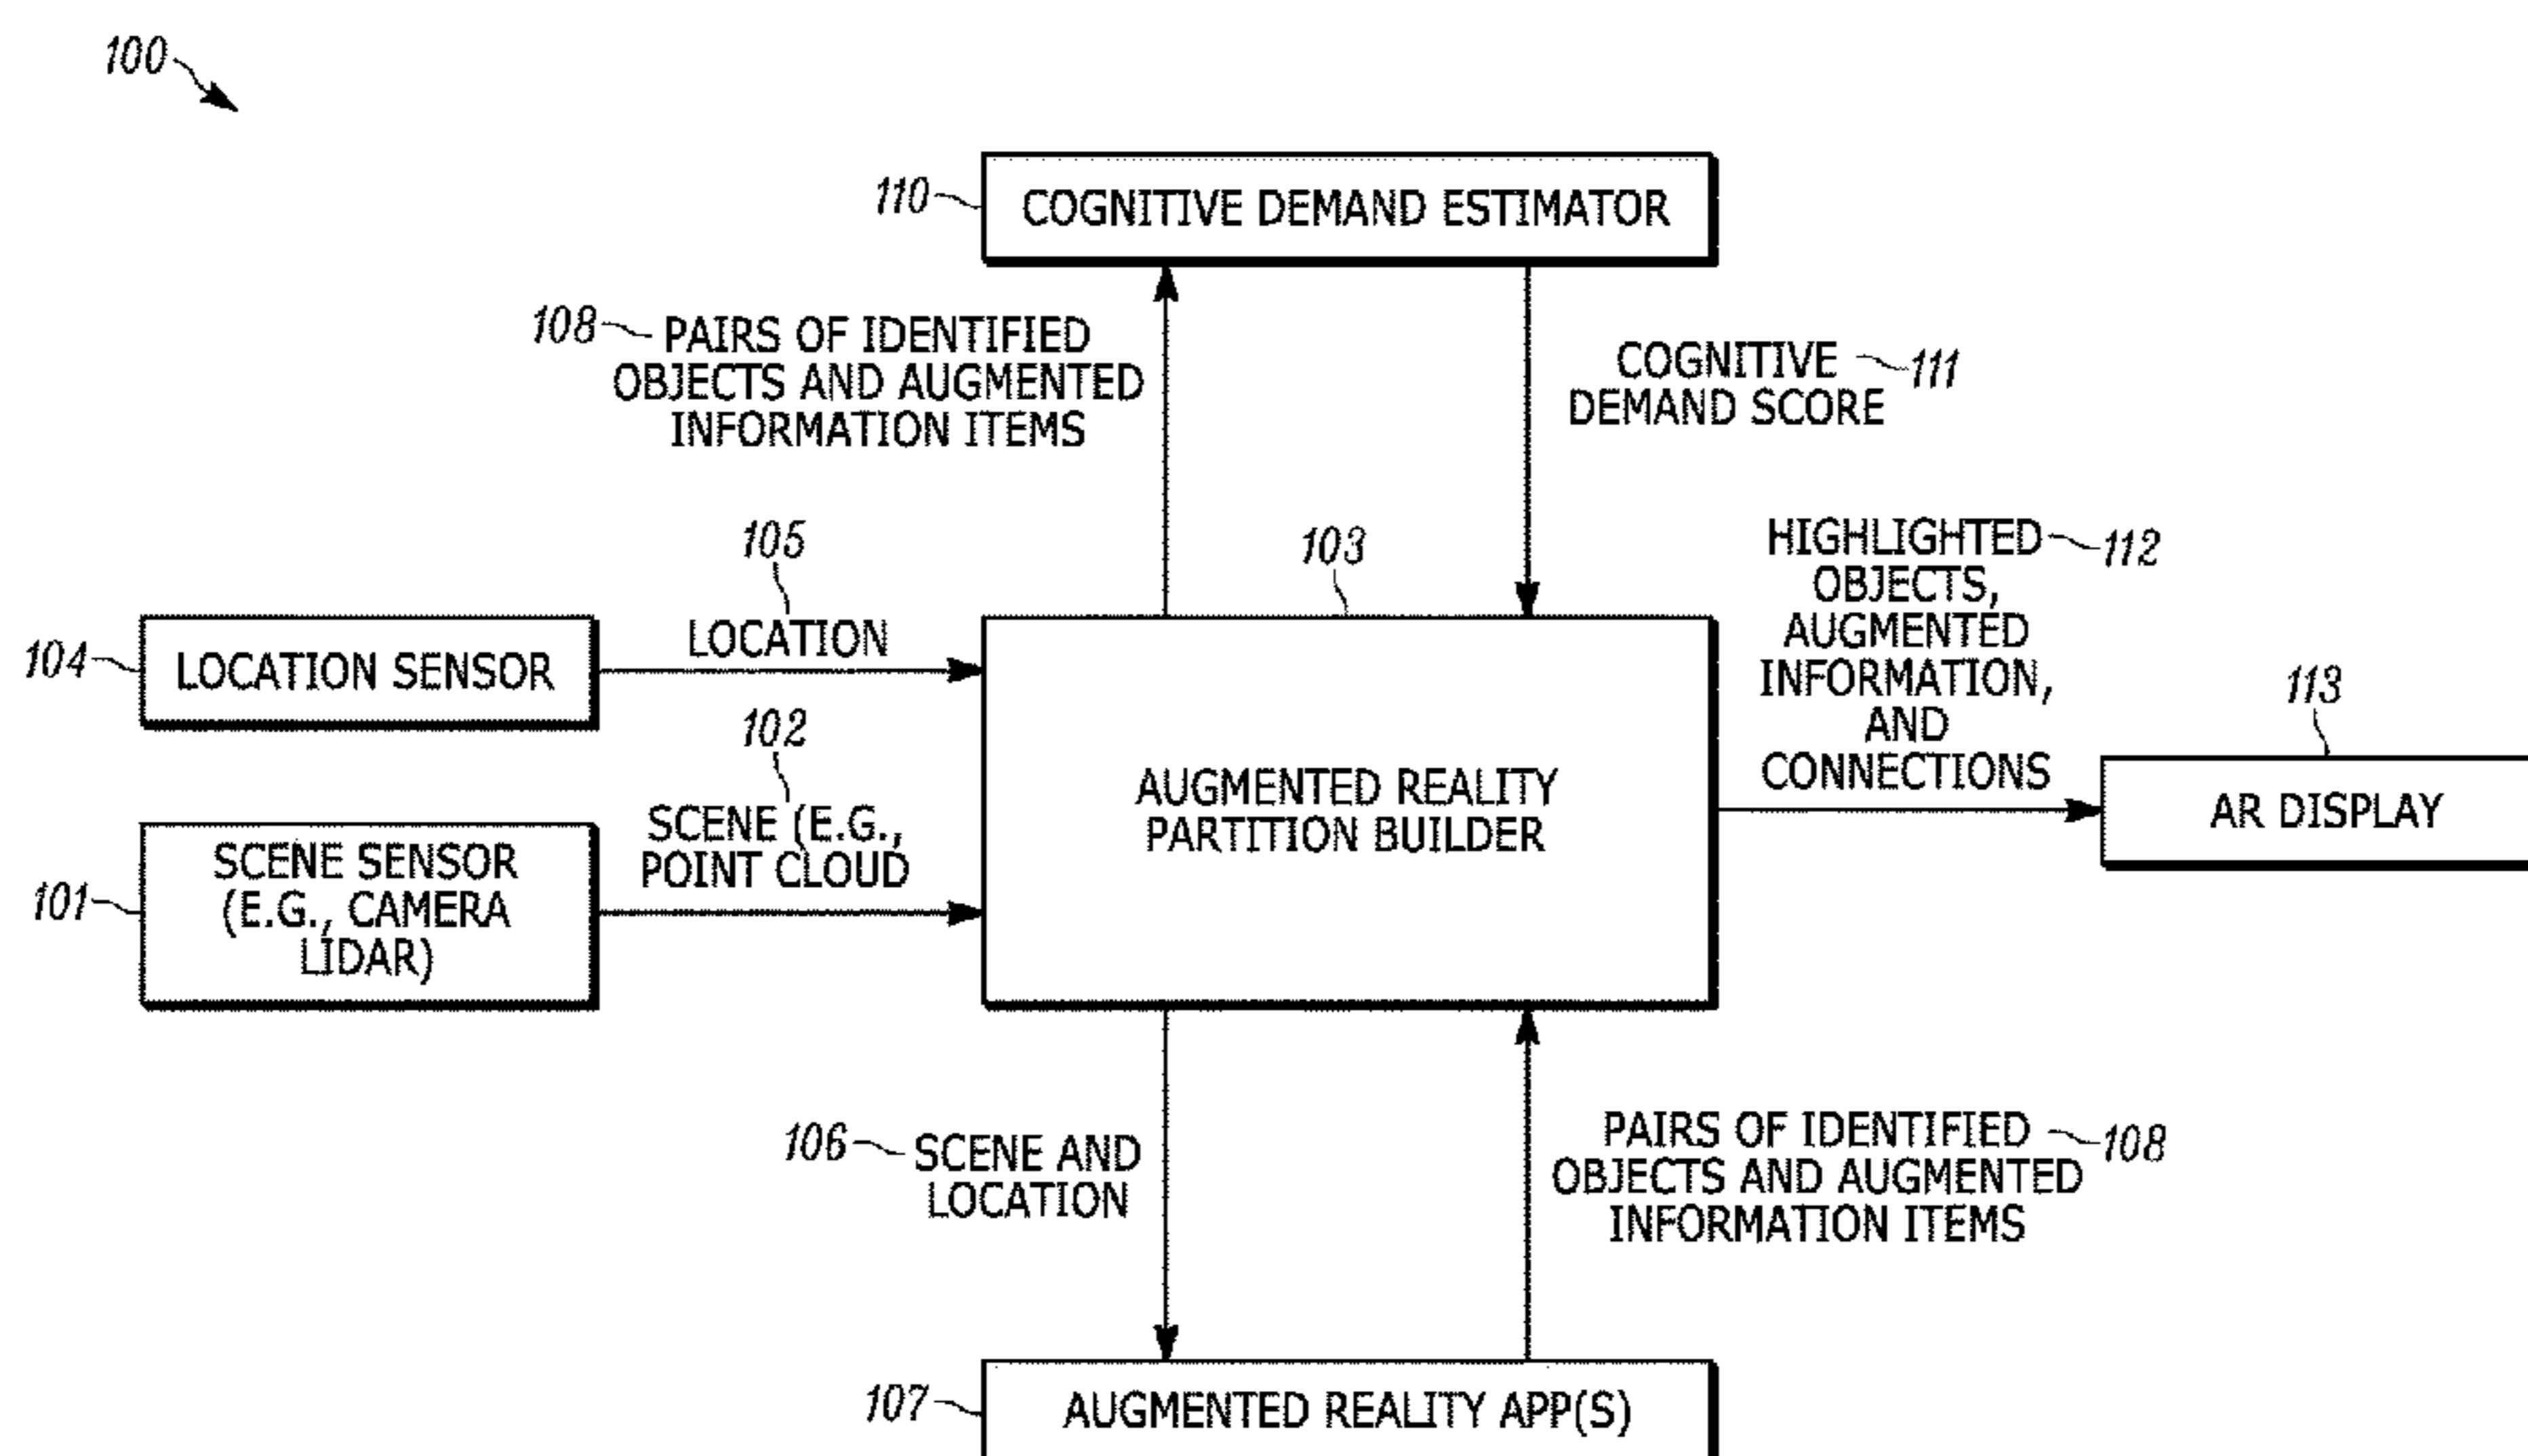 100
110
COGNITIVE DEMAND ESTIMATOR
108
PAIRS OF IDENTIFIED
OBJECTS AND AUGMENTED
INFORMATION ITEMS
COGNITIVE
DEMAND SCORE
111
105
LOCATION
103
HIGHLIGHTED
OBJECTS,
AUGMENTED
INFORMATION,
AND
CONNECTIONS
112
104
LOCATION SENSOR
102
SCENE (E.G.,
POINT CLOUD
101
SCENE SENSOR
(E.G., CAMERA
LIDAR)
AUGMENTED REALITY
PARTITION BUILDER
113
AR DISPLAY
106
SCENE AND
LOCATION
PAIRS OF IDENTIFIED
OBJECTS AND AUGMENTED
INFORMATION ITEMS
108
107
AUGMENTED REALITY APP(S)